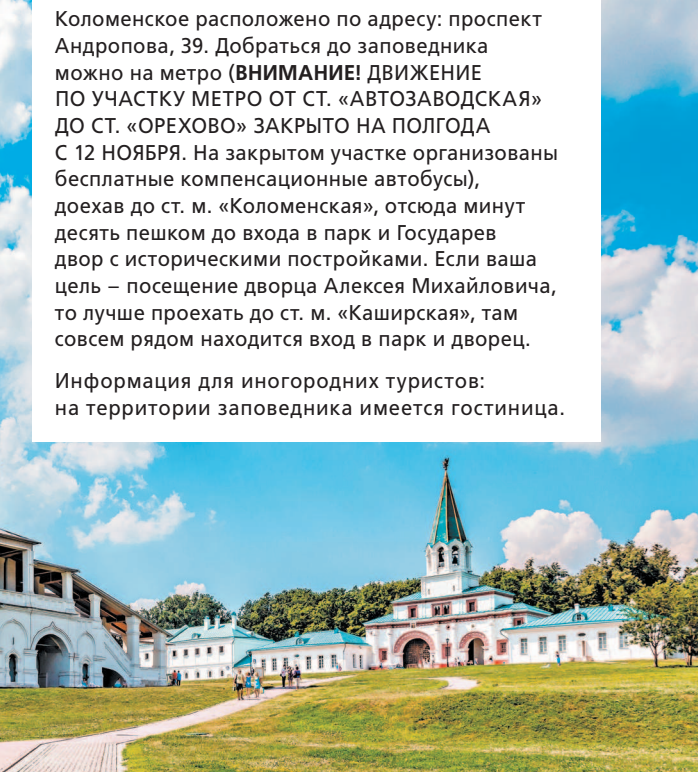 Коломенское расположено по адресу: проспект
Андропова, 39. Добраться до заповедника
можно на метро (ВНИМАНИЕ! ДВИЖЕНИЕ
ПО УЧАСТКУ МЕТРО ОТ СТ. «АВТОЗАВОДСКАЯ»
ДО СТ. «ОРЕХОВО» ЗАКРЫТО НА ПОЛГОДА
С 12 НОЯБРЯ. На закрытом участке организованы
бесплатные компенсационные автобусы),
доехав до ст. м. «Коломенская», отсюда минут
десять пешком до входа в парк и Государев
двор с историческими постройками. Если ваша
цель – посещение дворца Алексея Михайловича,
то лучше проехать до ст. м. «Каширская», там
совсем рядом находится вход в парк и дворец.
Информация для иногородних туристов:
на территории заповедника имеется гостиница.